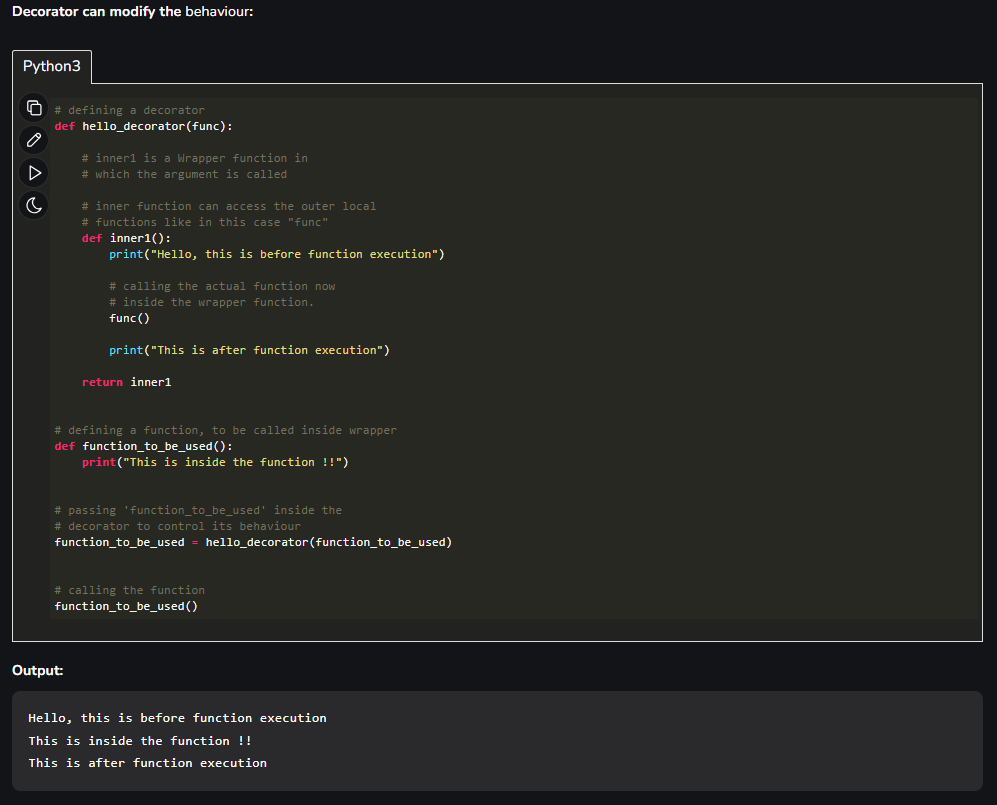 Decorator can modify the behaviour:
Python3
# defining a decorator
def hello_decorator(func):
    # inner1 is a Wrapper function in
    # which the argument is called
    # inner function can access the outer local
    # functions like in this case "func"
    def inner1():
        print("Hello, this is before function execution")
        # calling the actual function now
        # inside the wrapper function.
        func()
        print("This is after function execution")
    return inner1
# defining a function, to be called inside wrapper
def function_to_be_used():
    print("This is inside the function !!")
# passing 'function_to_be_used' inside the
# decorator to control its behaviour
function_to_be_used = hello_decorator(function_to_be_used)
# calling the function
function_to_be_used()
Output:
Hello, this is before function execution
This is inside the function !!
This is after function execution